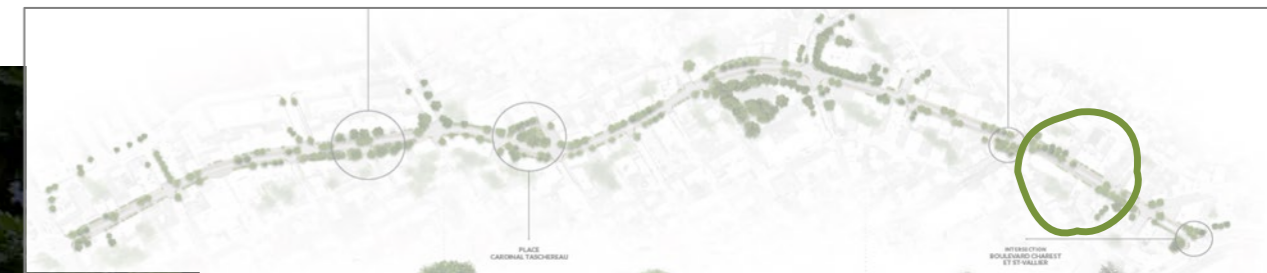 PLACE
CARDINAL TASCHEREAU
INTERSECTION
BOULEVARD CHAREST
ET ST-VALLIER